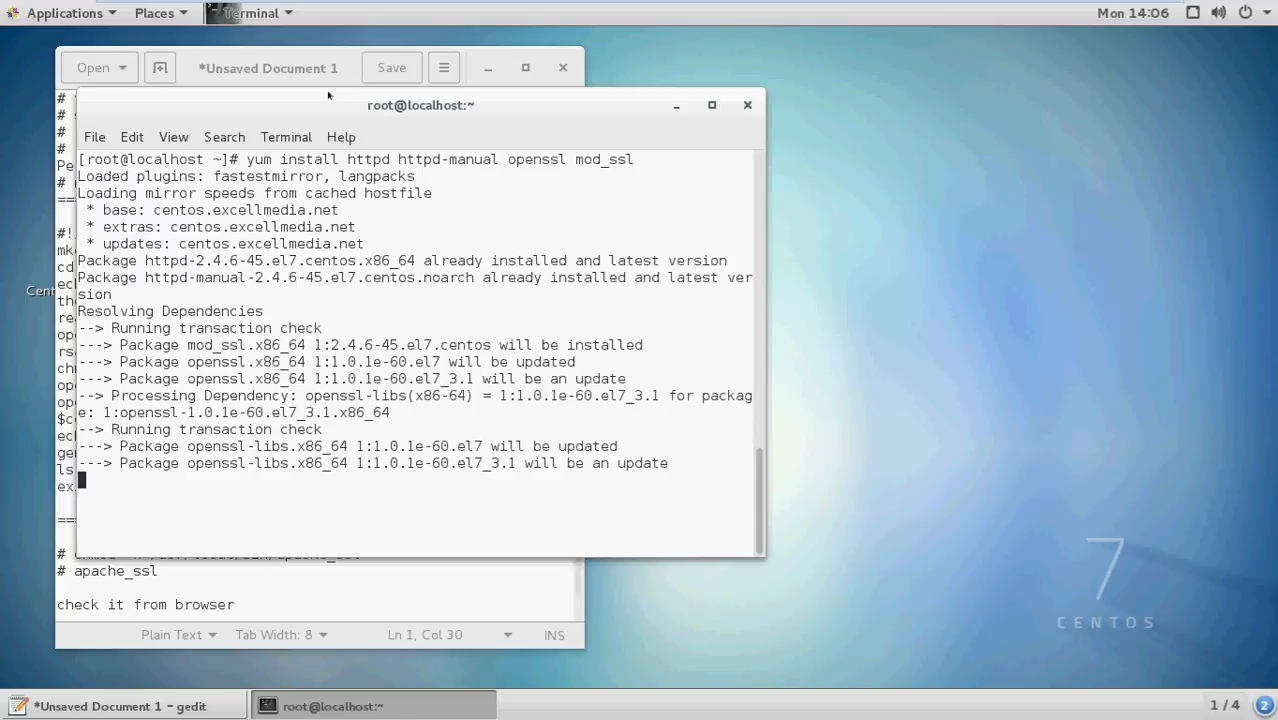 Applications Places Terminal Mon 14:06
Open *Unsaved Document 1 Save
root@localhost:~
File Edit View Search Terminal Help
[root@localhost ~]# yum install httpd httpd-manual openssl mod_ssl
Loaded plugins: fastestmirror, langpacks
Loading mirror speeds from cached hostfile
* base: centos.excellmedia.net
* extras: centos.excellmedia.net
* updates: centos.excellmedia.net
Package httpd-2.4.6-45.el7.centos.x86_64 already installed and latest version
Package httpd-manual-2.4.6-45.el7.centos.noarch already installed and latest ver
sion
Resolving Dependencies
--> Running transaction check
---> Package mod_ssl.x86_64 1:2.4.6-45.el7.centos will be installed
---> Package openssl.x86_64 1:1.0.1e-60.el7 will be updated
---> Package openssl.x86_64 1:1.0.1e-60.el7_3.1 will be an update
--> Processing Dependency: openssl-libs(x86-64) = 1:1.0.1e-60.el7_3.1 for packag
e: 1:openssl-1.0.1e-60.el7_3.1.x86_64
--> Running transaction check
---> Package openssl-libs.x86_64 1:1.0.1e-60.el7 will be updated
---> Package openssl-libs.x86_64 1:1.0.1e-60.el7_3.1 will be an update
# apache_ssl
check it from browser
Plain Text Tab Width: 8 Ln 1, Col 30 INS
7
CENTOS
*Unsaved Document 1 - gedit root@localhost:~ 1 / 4 2